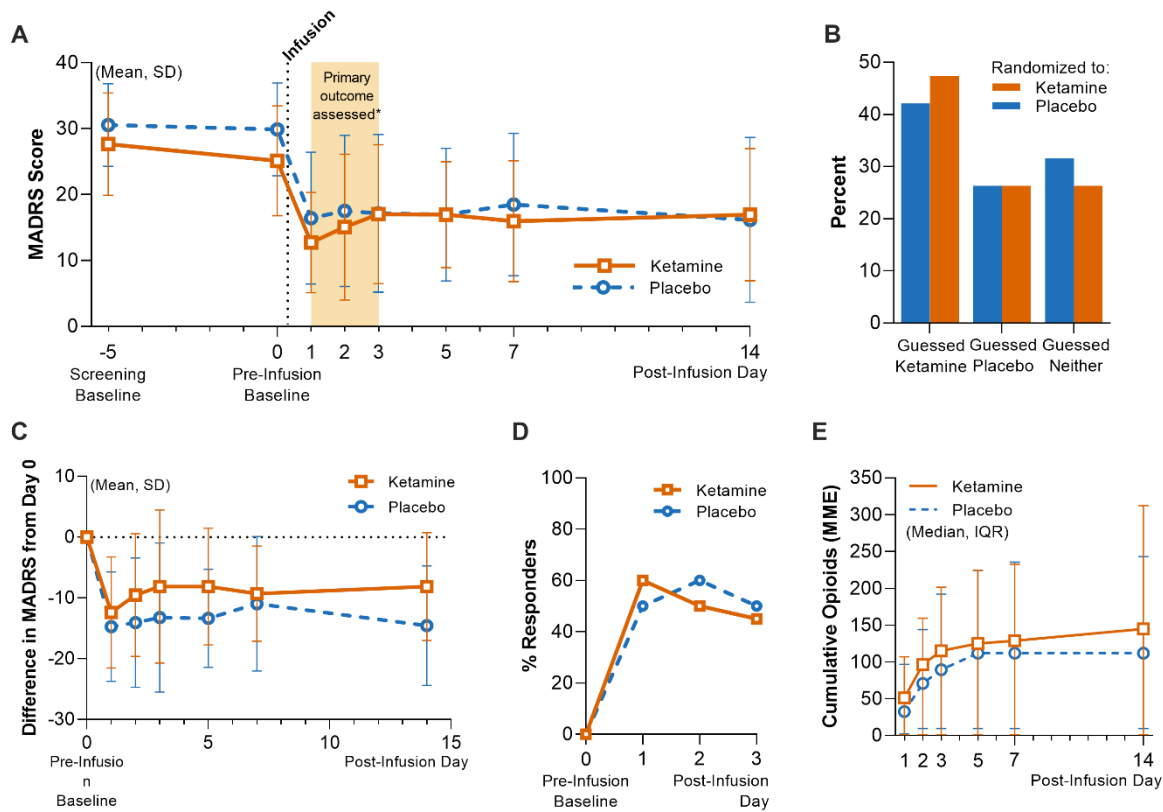 A
Infusion
(Mean, SD)
Primary
outcome
assessed*
MADRS Score
40
30
20
10
0
Ketamine
Placebo
-5
0
1
2
3
5
7
14
Screening
Baseline
Pre-Infusion
Baseline
Post-Infusion Day
B
Randomized to:
Ketamine
Placebo
Percent
50
40
30
20
10
0
Guessed
Ketamine
Guessed
Placebo
Guessed
Neither
C
(Mean, SD)
Ketamine
Placebo
Difference in MADRS from Day 0
10
0
-10
-20
-30
0
5
10
15
Pre-Infusio
n
Baseline
Post-Infusion Day
D
Ketamine
Placebo
% Responders
100
80
60
40
20
0
0
1
2
3
Pre-Infusion
Baseline
Post-Infusion
Day
E
Ketamine
Placebo
(Median, IQR)
Cumulative Opioids (MME)
350
300
250
200
150
100
50
0
1
2
3
5
7
14
Post-Infusion Day